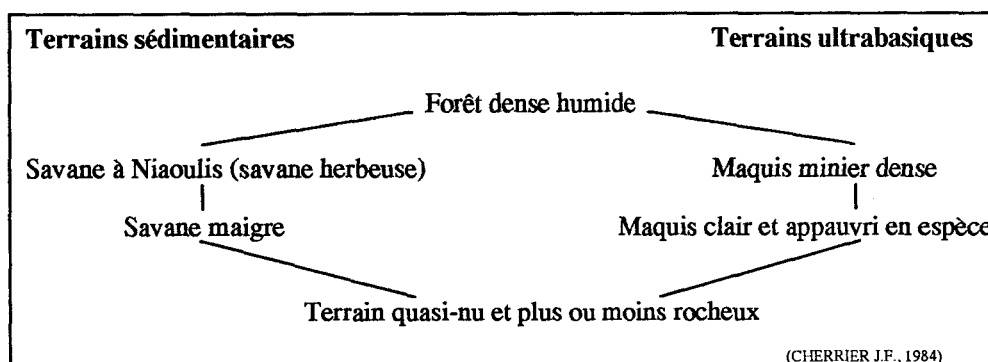 Terrains sédimentaires Terrains ultrabasiques
Forêt dense humide
Savane à Niaoulis (savane herbeuse) Maquis minier dense
Savane maigre Maquis clair et appauvri en espèce
Terrain quasi-nu et plus ou moins rocheux
(CHERRIER J.F., 1984)